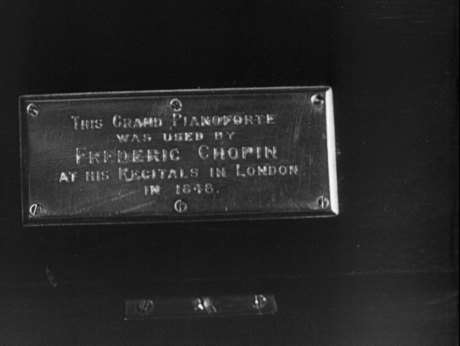 This Grand Pianoforte
was used by
Frederic Chopin
at his Recitals in London
in 1848.